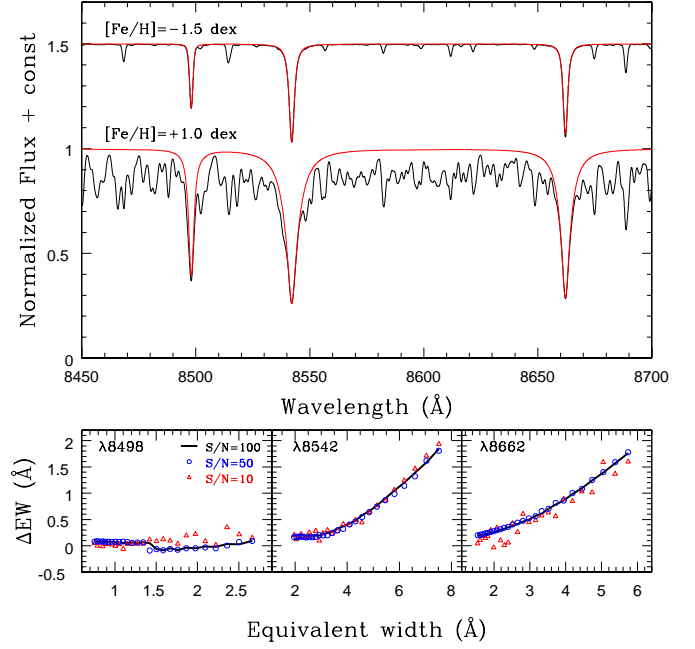 [Fe/H]=−1.5 dex
1.5
[Fe/H]=+1.0 dex
1
0.5
0
Normalized Flux + const
8450 8500 8550 8600 8650 8700
Wavelength (Å)
λ8498
S/N=100
S/N=50
S/N=10
λ8542
λ8662
2
1.5
1
0.5
0
-0.5
ΔEW (Å)
1 1.5 2 2.5 2 4 6 8 2 3 4 5 6
Equivalent width (Å)